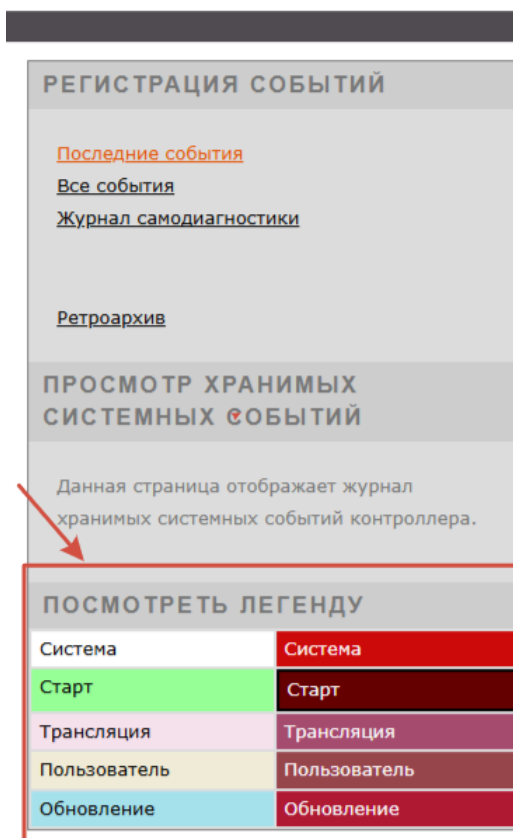 РЕГИСТРАЦИЯ СОБЫТИЙ
Последние события
Все события
Журнал самодиагностики
Ретроархив
ПРОСМОТР ХРАНИМЫХ
СИСТЕМНЫХ СОБЫТИЙ
Данная страница отображает журнал
хранимых системных событий контроллера.
ПОСМОТРЕТЬ ЛЕГЕНДУ
Система Система
Старт Старт
Трансляция Трансляция
Пользователь Пользователь
Обновление Обновление